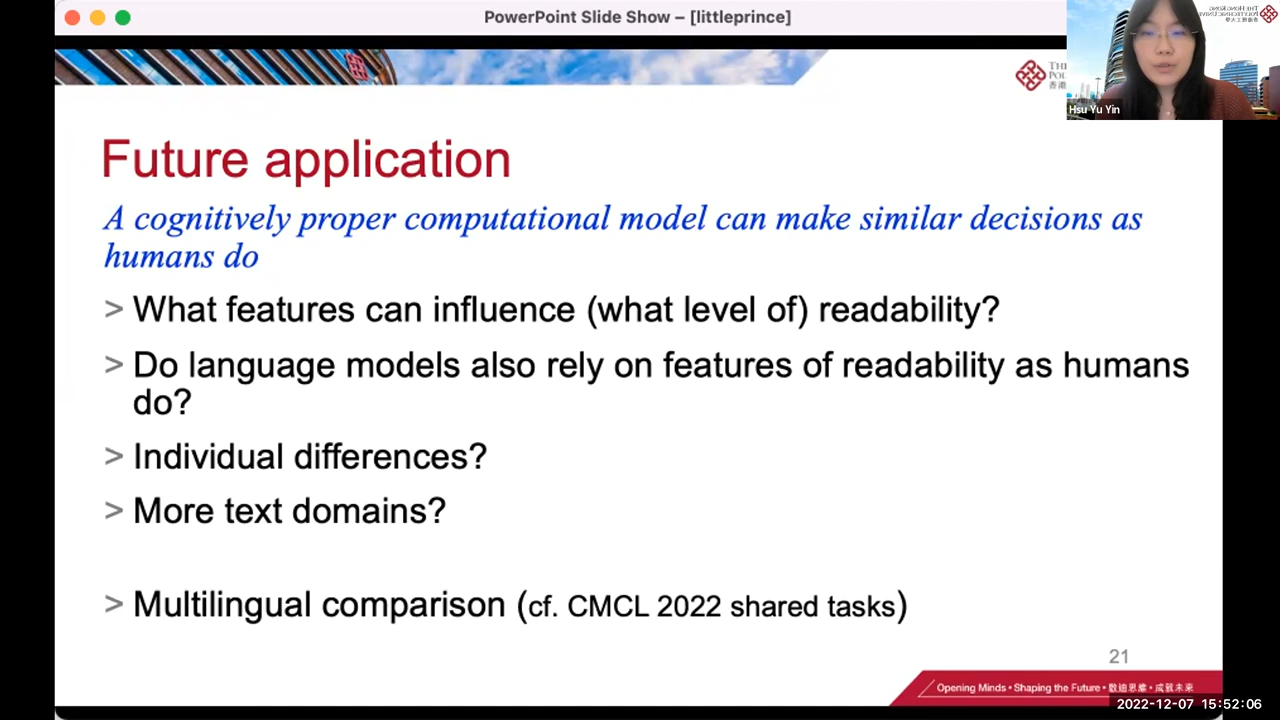 PowerPoint Slide Show – [littleprince]
Hsu Yu Yin
Future application
A cognitively proper computational model can make similar decisions as
humans do
> What features can influence (what level of) readability?
> Do language models also rely on features of readability as humans
do?
> Individual differences?
> More text domains?
> Multilingual comparison (cf. CMCL 2022 shared tasks)
21
Opening Minds • Shaping the Future • 啟迪思維 • 成就未來
2022-12-07 15:52:06